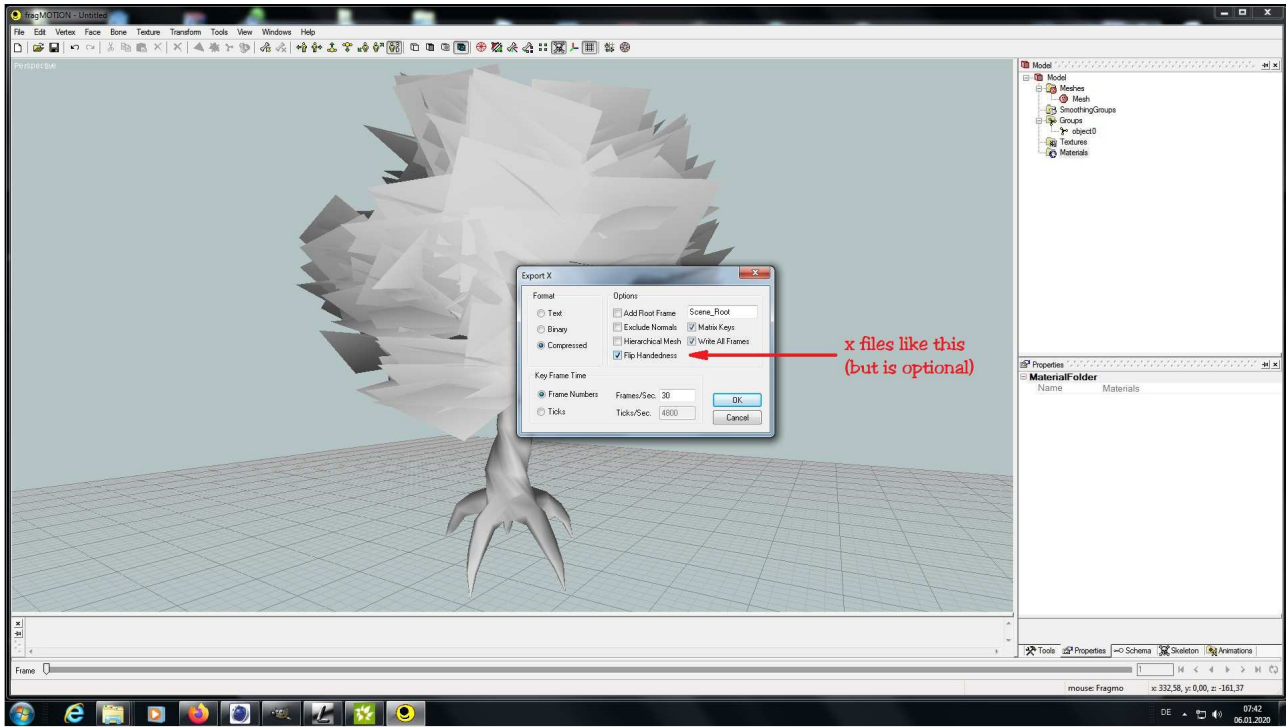 fragMOTION - Untitled
File Edit Vertex Face Bone Texture Transform Tools View Windows Help
Perspective
Model
Model
Meshes
Mesh
SmoothingGroups
Groups
object0
Textures
Materials
Export X
Format
Text
Binary
Compressed
Options
Add Root Frame Scene_Root
Exclude Normals Matrix Keys
Hierarchical Mesh Write All Frames
Flip Handedness
Key Frame Time
Frame Numbers Frames/Sec. 30
Ticks Ticks/Sec. 4800
OK
Cancel
x files like this
(but is optional)
Properties
MaterialFolder
Name Materials
Tools Properties Schema Skeleton Animations
Frame 1
mouse: Fragmo x: 332,58, y: 0,00, z: -161,37
DE 07:42
06.01.2020